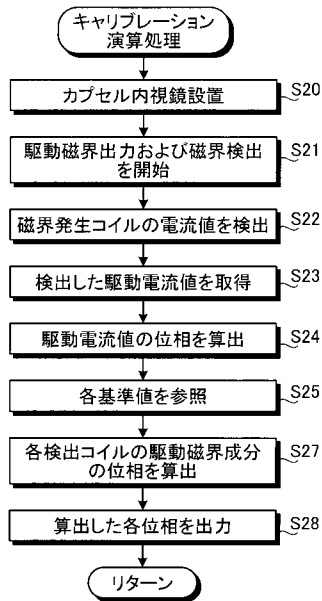 キャリブレーション
演算処理
カプセル内視鏡設置
S20
駆動磁界出力および磁界検出
を開始
S21
磁界発生コイルの電流値を検出
S22
検出した駆動電流値を取得
S23
駆動電流値の位相を算出
S24
各基準値を参照
S25
各検出コイルの駆動磁界成分
の位相を算出
S27
算出した各位相を出力
S28
リターン